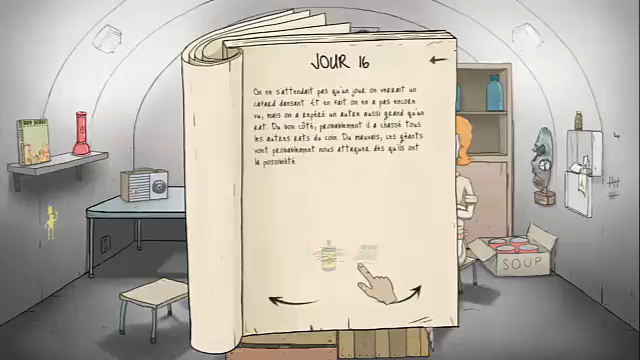 JOUR 16
On ne s'attendait pas qu'un jour on verrait un
cafard dansant. Et en fait on en a pas encore
vu, mais on a repéré un autre aussi grand qu'un
rat. Du bon côté, probablement il a chassé tous
les autres rats du coin. Du mauvais, ces géants
vont probablement nous attaquer dès qu'ils ont
la possibilité.
SOUP